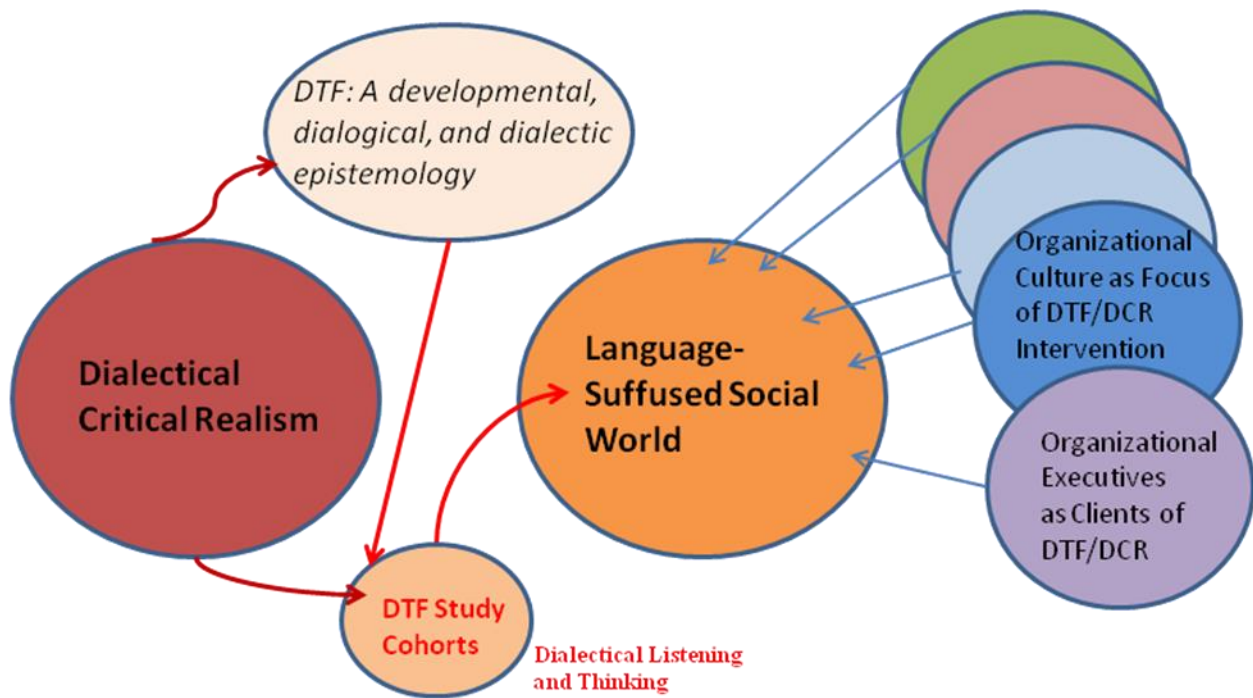 DTF: A developmental,
dialogical, and dialectic
epistemology
Dialectical
Critical Realism
Language-
Suffused Social
World
Organizational
Culture as Focus
of DTF/DCR
Intervention
Organizational
Executives
as Clients of
DTF/DCR
DTF Study
Cohorts
Dialectical Listening
and Thinking